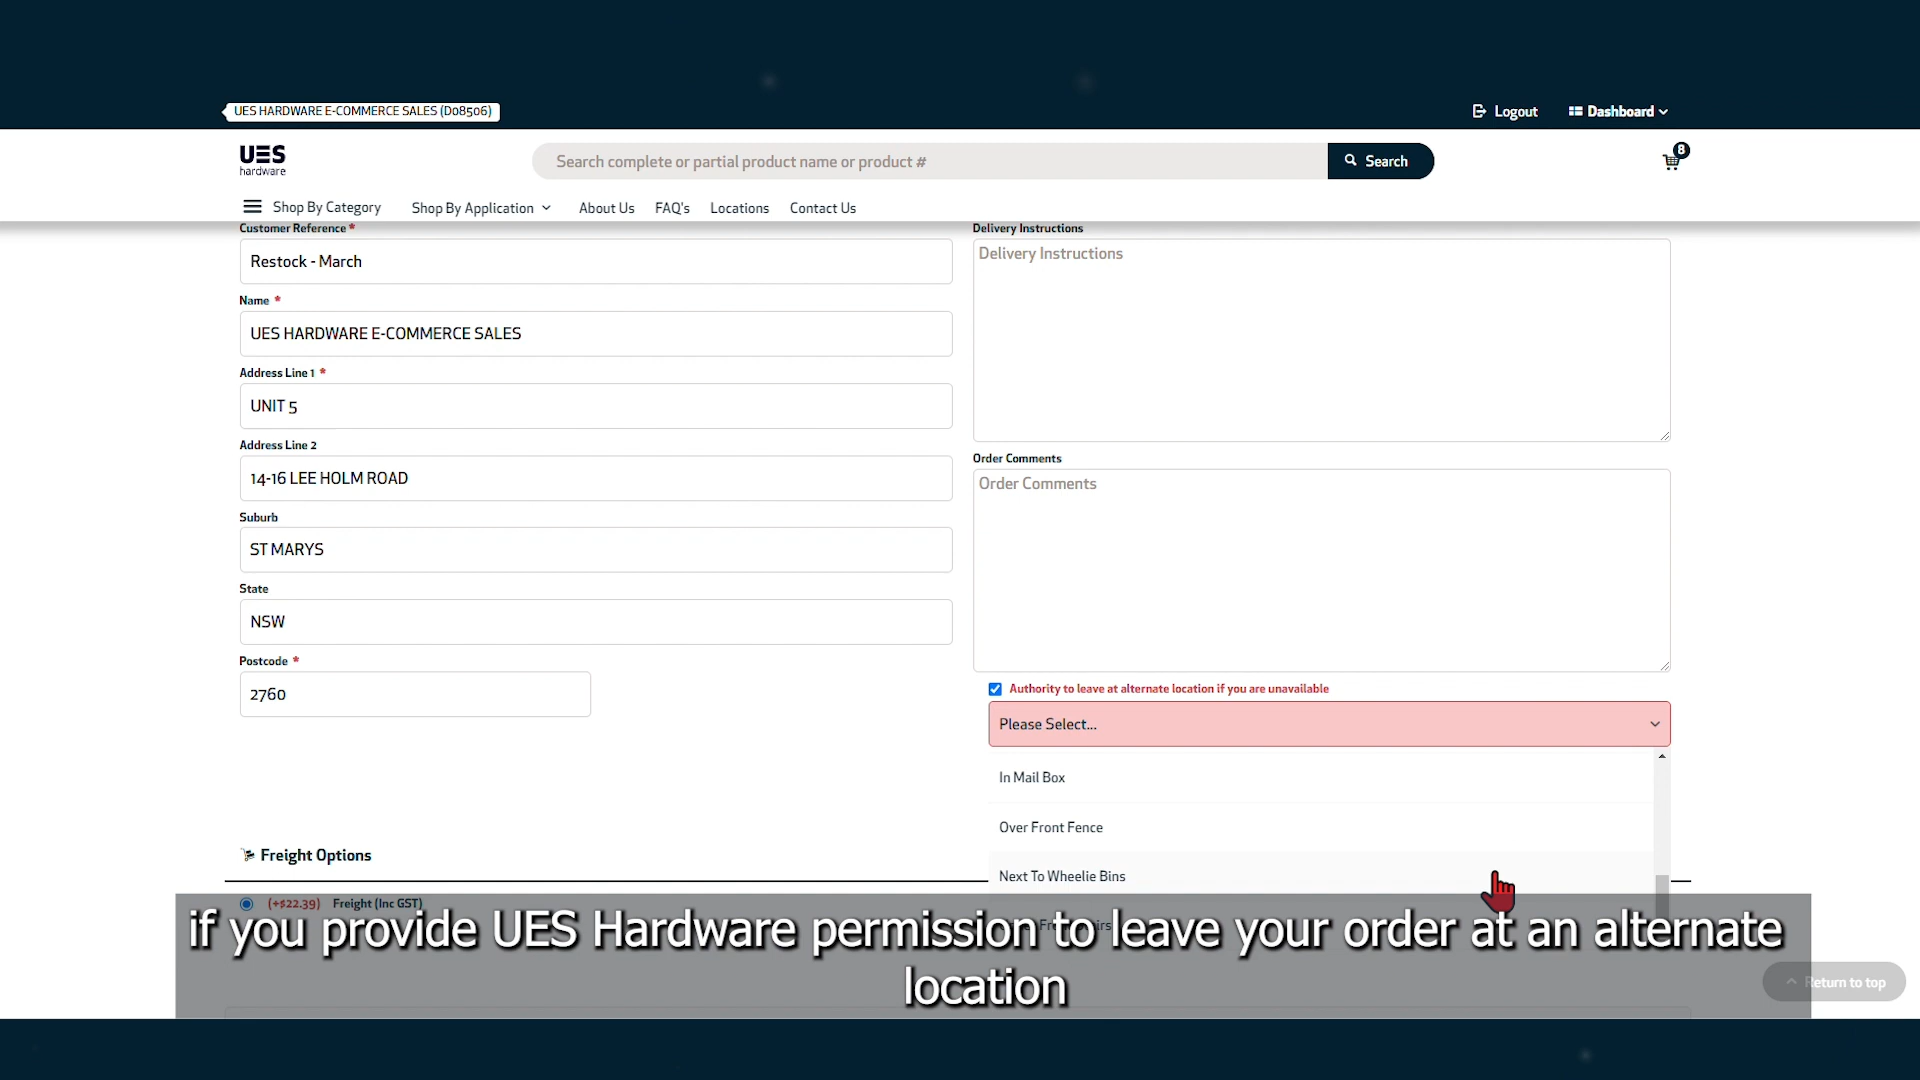 UES HARDWARE E-COMMERCE SALES (D08506)
Logout
Dashboard
UES
hardware
Search complete or partial product name or product #
Search
8
Shop By Category
Shop By Application
About Us
FAQ's
Locations
Contact Us
Customer Reference *
Restock - March
Name *
UES HARDWARE E-COMMERCE SALES
Address Line 1 *
UNIT 5
Address Line 2
14-16 LEE HOLM ROAD
Suburb
ST MARYS
State
NSW
Postcode *
2760
Delivery Instructions
Delivery Instructions
Order Comments
Order Comments
Authority to leave at alternate location if you are unavailable
Please Select...
In Mail Box
Over Front Fence
Next To Wheelie Bins
Freight Options
(+$22.39) Freight (Inc GST)
if you provide UES Hardware permission to leave your order at an alternate
location
Return to top